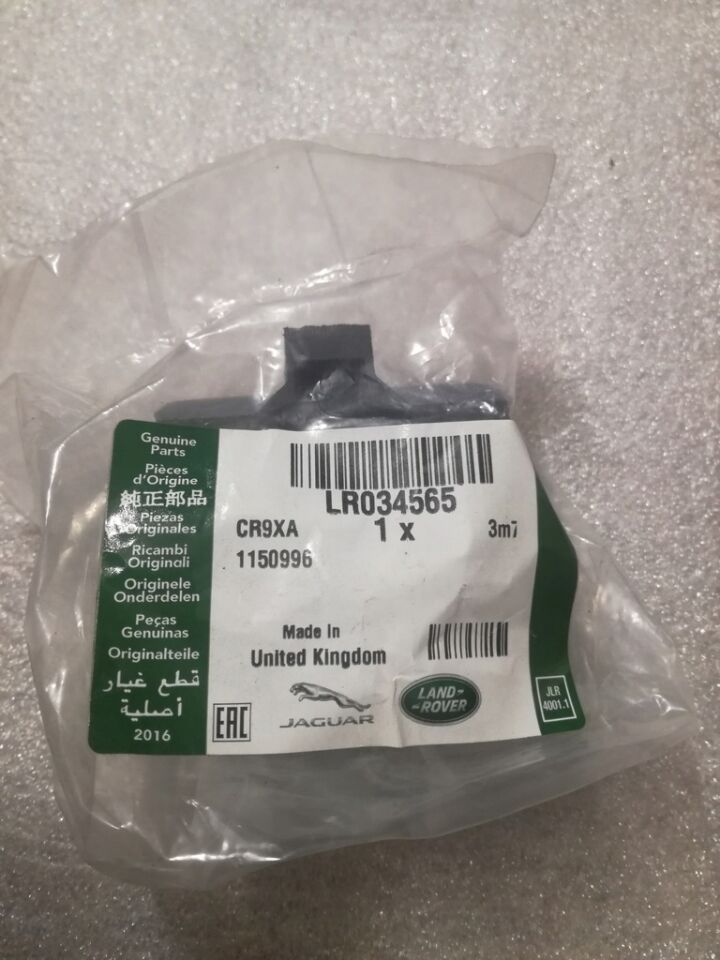 Genuine
Parts
Pièces
d'Origine
純正部品
Piezas
Originales
Ricambi
Originali
Originele
Onderdelen
Peças
Genuinas
Originalteile
قطع غيار
أصلية
2016
LR034565
CR9XA 1 x 3m7
1150996
Made in
United Kingdom
EAC
JAGUAR
LAND-
-ROVER
JLR
4001.1